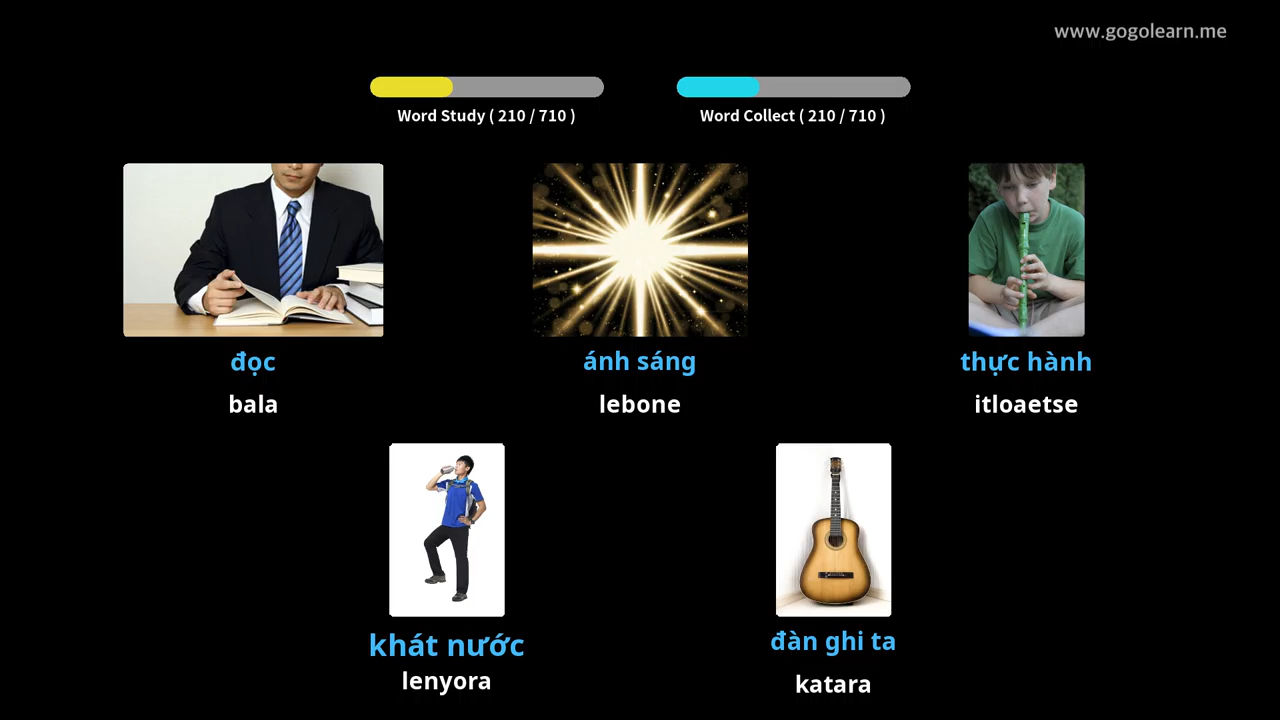 www.gogolearn.me
Word Study ( 210 / 710 )
Word Collect ( 210 / 710 )
đọc
bala
ánh sáng
lebone
thực hành
itloaetse
khát nước
lenyora
đàn ghi ta
katara